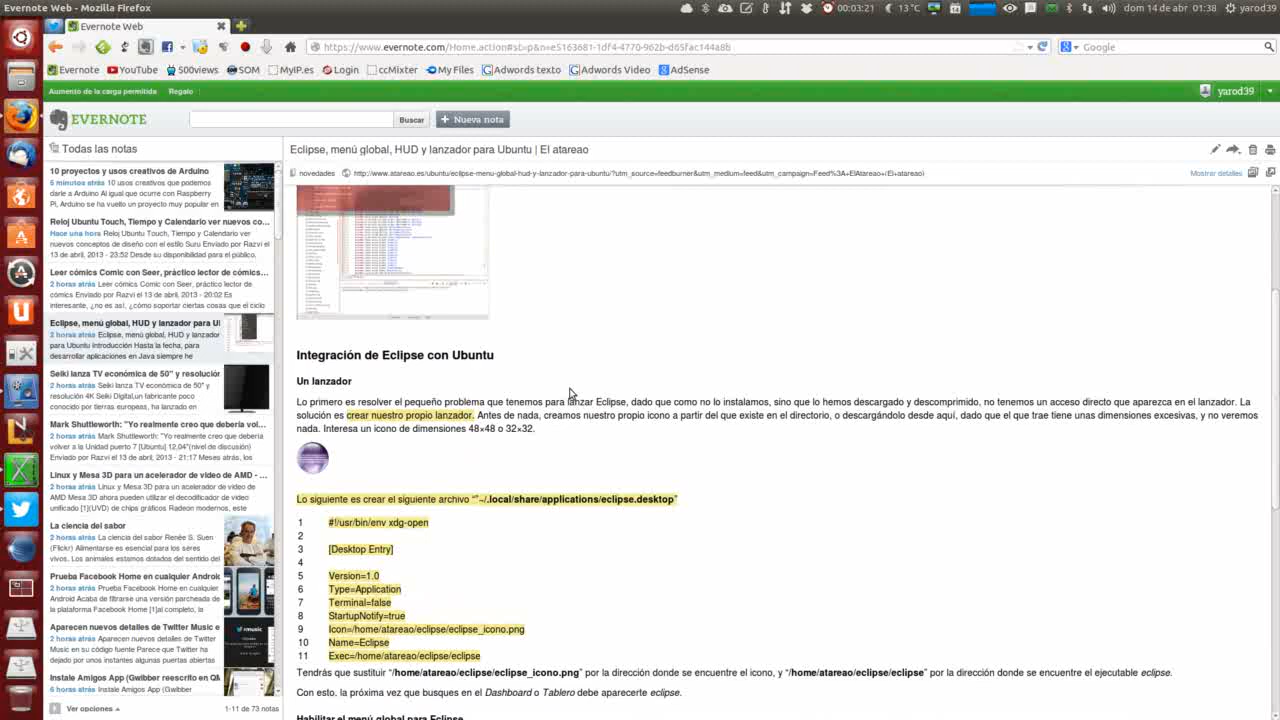 Evernote Web - Mozilla Firefox
00:03:21
13°C
dom 14 de abr 01:38
yarod39
Evernote Web
https://www.evernote.com/Home.action#st=p&n=e5163681-1df4-4770-962b-d65fac144a8b
Google
Evernote
YouTube
500views
SOM
MyIP.es
Login
ccMixter
My Files
Adwords texto
Adwords Video
AdSense
Aumento de la carga permitida
Regalo
yarod39
EVERNOTE
Buscar
+ Nueva nota
Todas las notas
10 proyectos y usos creativos de Arduino
6 minutos atrás 10 usos creativos que podemos
darle a Arduino Al igual que ocurre con Raspberry
Pi, Arduino se ha vuelto un proyecto muy popular en
Reloj Ubuntu Touch, Tiempo y Calendario ver nuevos co...
Hace una hora Reloj Ubuntu Touch, Tiempo y Calendario ver
nuevos conceptos de diseño con el estilo Suru Enviado por Razvi el
13 de abril, 2013 - 23:52 Desde su disponibilidad para el público,
Leer cómics Comic con Seer, práctico lector de cómics...
2 horas atrás Leer cómics Comic con Seer, práctico lector de
cómics Enviado por Razvi el 13 de abril, 2013 - 20:02 Es
interesante, ¿no es así, ¿cómo soportar ciertas cosas que el ciclo
Eclipse, menú global, HUD y lanzador para Ub
2 horas atrás Eclipse, menú global, HUD y lanzador
para Ubuntu Introducción Hasta la fecha, para
desarrollar aplicaciones en Java siempre he
Seiki lanza TV económica de 50" y resolución
2 horas atrás Seiki lanza TV económica de 50" y
resolución 4K Seiki Digital,un fabricante poco
conocido por tierras europeas, ha lanzado en
Mark Shuttleworth: "Yo realmente creo que debería vol...
2 horas atrás Mark Shuttleworth: "Yo realmente creo que debería
volver a la Unidad puerto 7 [Ubuntu] 12,04"(nivel de discusión)
Enviado por Razvi el 13 de abril, 2013 - 21:17 Meses atrás, los
Linux y Mesa 3D para un acelerador de video de AMD - ...
2 horas atrás Linux y Mesa 3D para un acelerador de video de
AMD Mesa 3D ahora pueden utilizar el decodificador de video
unificado [1](UVD) de chips gráficos Radeon modernos, este
La ciencia del sabor
2 horas atrás La ciencia del sabor Renée S. Suen
(Flickr) Alimentarse es esencial para los seres
vivos. Los animales estamos dotados del sentido del
Prueba Facebook Home en cualquier Android
2 horas atrás Prueba Facebook Home en cualquier
Android Acaba de filtrarse una versión parcheada de
la plataforma Facebook Home [1]al completo, la
Aparecen nuevos detalles de Twitter Music e
2 horas atrás Aparecen nuevos detalles de Twitter
Music en su código fuente Parece que Twitter ha
dejado por unos instantes algunas puertas abiertas
Instale Amigos App (Gwibber reescrito en QM
6 horas atrás Instale Amigos App (Gwibber
Ver opciones
1-11 de 73 notas
Eclipse, menú global, HUD y lanzador para Ubuntu | El atareao
novedades
http://www.atareao.es/ubuntu/eclipse-menu-global-hud-y-lanzador-para-ubuntu/?utm_source=feedburner&utm_medium=feed&utm_campaign=Feed%3A+ElAtareao+(El+atareao)
Mostrar detalles
Integración de Eclipse con Ubuntu
Un lanzador
Lo primero es resolver el pequeño problema que tenemos para lanzar Eclipse, dado que como no lo instalamos, sino que lo hemos descargado y descomprimido, no tenemos un acceso directo que aparezca en el lanzador. La
solución es crear nuestro propio lanzador. Antes de nada, creamos nuestro propio icono a partir del que existe en el directorio, o descargándolo desde aquí, dado que el que trae tiene unas dimensiones excesivas, y no veremos
nada. Interesa un icono de dimensiones 48×48 o 32×32.
Lo siguiente es crear el siguiente archivo “"~/.local/share/applications/eclipse.desktop”
1 #!/usr/bin/env xdg-open
2
3 [Desktop Entry]
4
5 Version=1.0
6 Type=Application
7 Terminal=false
8 StartupNotify=true
9 Icon=/home/atareao/eclipse/eclipse_icono.png
10 Name=Eclipse
11 Exec=/home/atareao/eclipse/eclipse
Tendrás que sustituir “/home/atareao/eclipse/eclipse_icono.png” por la dirección donde se encuentre el icono, y “/home/atareao/eclipse/eclipse” por la dirección donde se encuentre el ejecutable eclipse.
Con esto, la próxima vez que busques en el Dashboard o Tablero debe aparecerte eclipse.
Habilitar el menú global para Eclipse